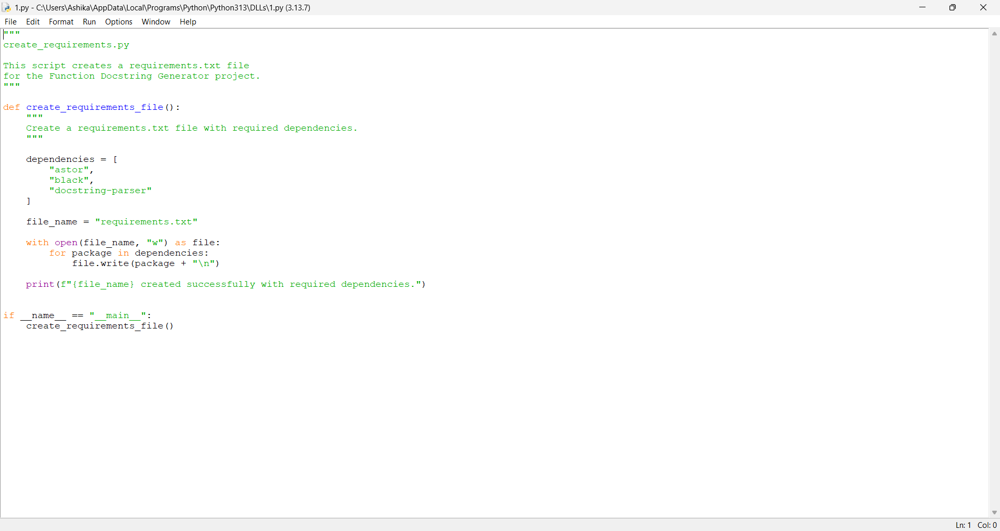 1.py - C:\Users\Ashika\AppData\Local\Programs\Python\Python313\DLLs\1.py (3.13.7)
File Edit Format Run Options Window Help
"""
create_requirements.py

This script creates a requirements.txt file
for the Function Docstring Generator project.
"""

def create_requirements_file():
    """
    Create a requirements.txt file with required dependencies.
    """

    dependencies = [
        "astor",
        "black",
        "docstring-parser"
    ]

    file_name = "requirements.txt"

    with open(file_name, "w") as file:
        for package in dependencies:
            file.write(package + "\n")

    print(f"{file_name} created successfully with required dependencies.")


if __name__ == "__main__":
    create_requirements_file()
Ln: 1 Col: 0